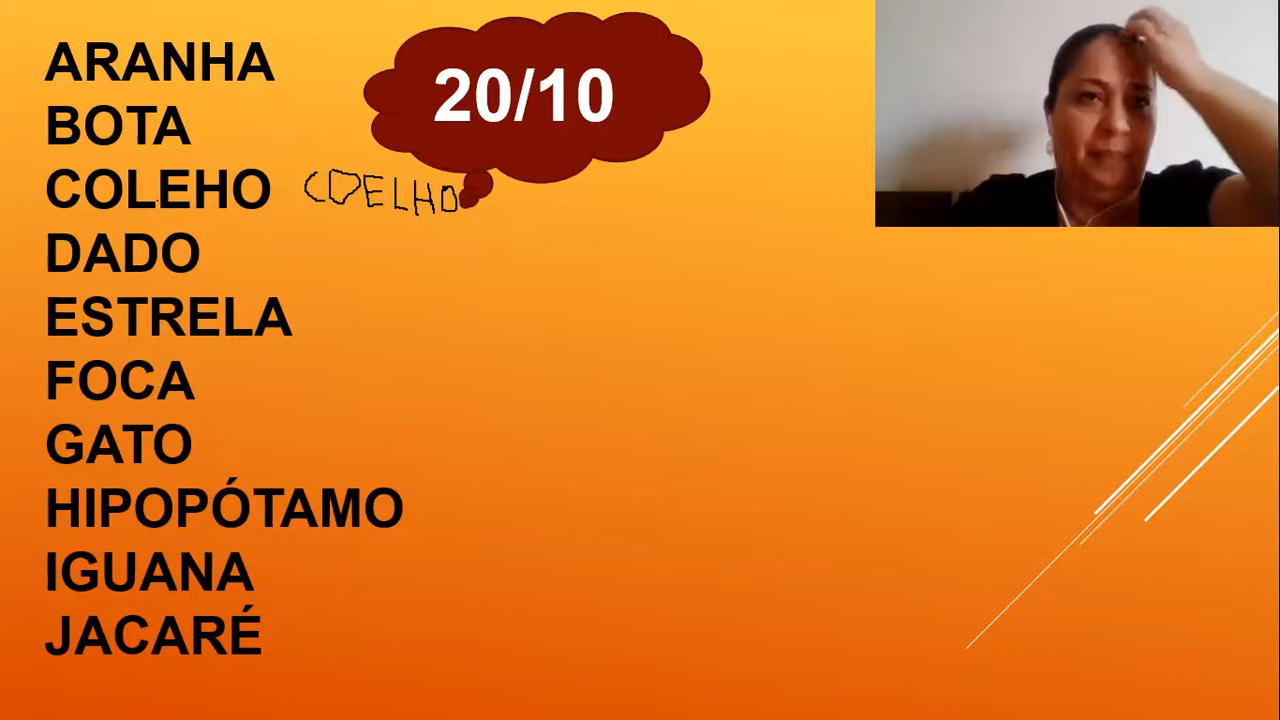 ARANHA
20/10
BOTA
COLEHO COELHO
DADO
ESTRELA
FOCA
GATO
HIPOPÓTAMO
IGUANA
JACARÉ